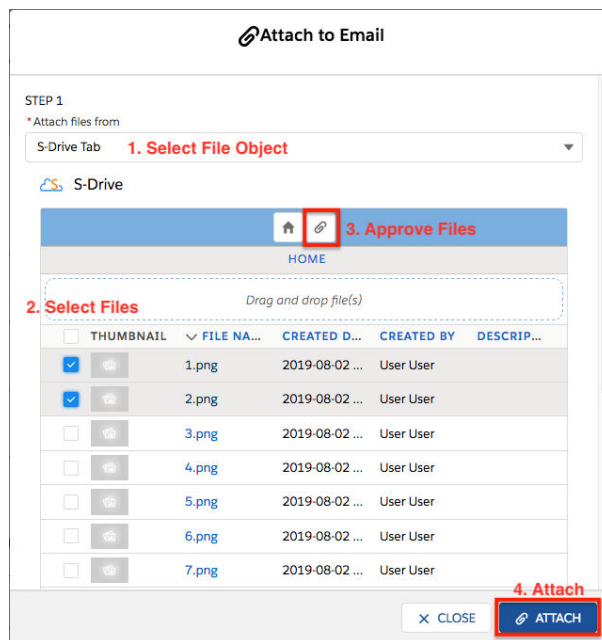 Attach to Email
STEP 1
*Attach files from
S-Drive Tab 1. Select File Object
S-Drive
3. Approve Files
HOME
Drag and drop file(s)
2. Select Files
THUMBNAIL FILE NA... CREATED D... CREATED BY DESCRIP...
1.png 2019-08-02 ... User User
2.png 2019-08-02 ... User User
3.png 2019-08-02 ... User User
4.png 2019-08-02 ... User User
5.png 2019-08-02 ... User User
6.png 2019-08-02 ... User User
7.png 2019-08-02 ... User User
4. Attach
CLOSE ATTACH